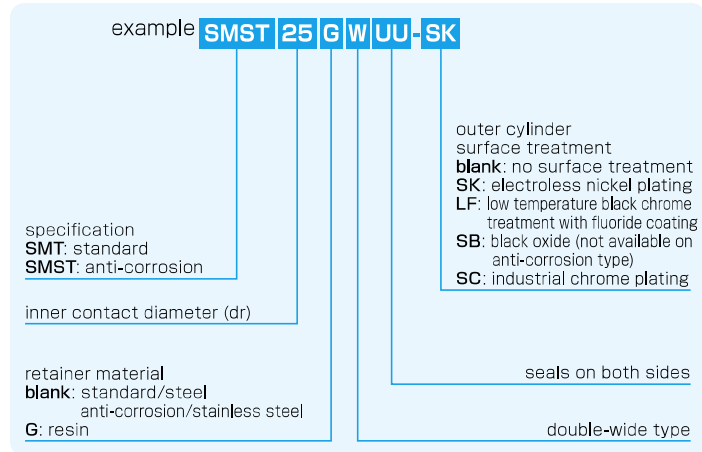 example SMST 25 G W UU-SK
outer cylinder
surface treatment
blank: no surface treatment
SK: electroless nickel plating
LF: low temperature black chrome
treatment with fluoride coating
SB: black oxide (not available on
anti-corrosion type)
SC: industrial chrome plating
specification
SMT: standard
SMST: anti-corrosion
inner contact diameter (dr)
retainer material
blank: standard/steel
anti-corrosion/stainless steel
G: resin
seals on both sides
double-wide type